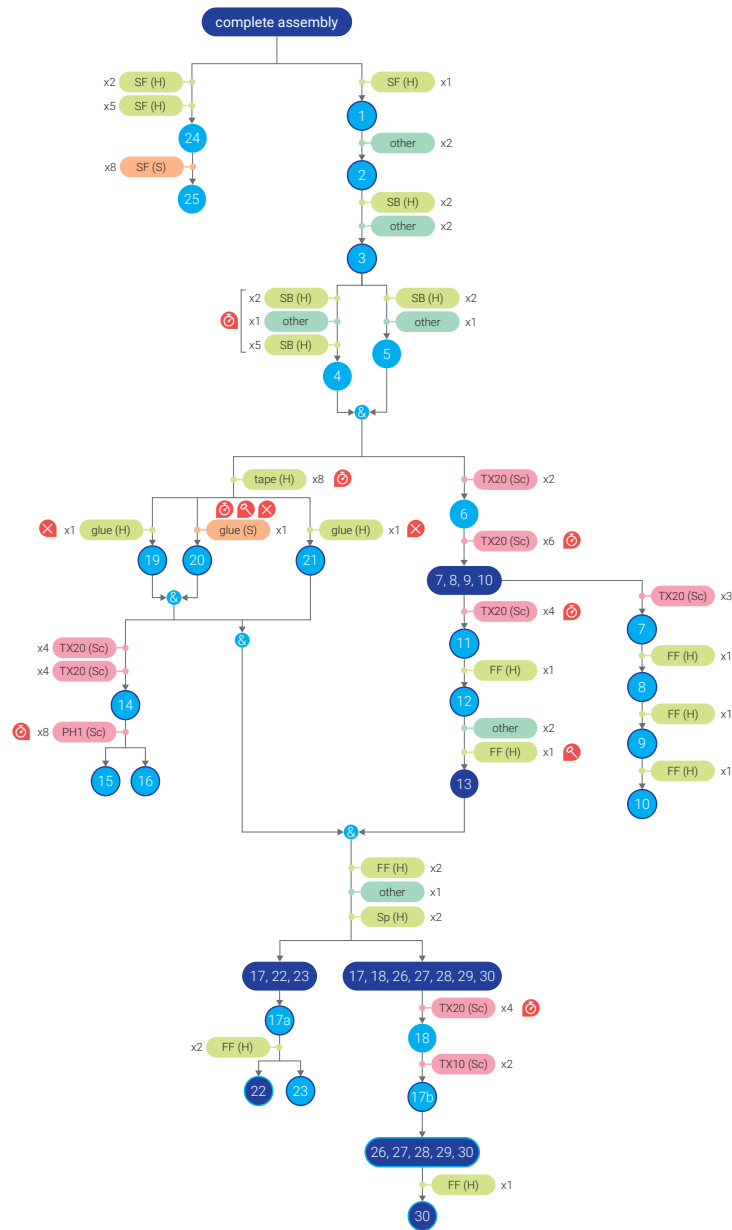 complete assembly
x2 SF (H)
SF (H) x1
x5 SF (H)
1
24
other x2
x8 SF (S)
2
25
SB (H) x2
other x2
3
x2 SB (H)
SB (H) x2
x1 other
other x1
x5 SB (H)
5
4
&
tape (H) x8
TX20 (Sc) x2
6
x1 glue (H)
glue (S) x1
glue (H) x1
TX20 (Sc) x6
19
20
21
7, 8, 9, 10
&
TX20 (Sc) x3
TX20 (Sc) x4
7
&
11
x4 TX20 (Sc)
FF (H) x1
x4 TX20 (Sc)
FF (H) x1
8
14
12
FF (H) x1
x8 PH1 (Sc)
other x2
9
FF (H) x1
FF (H) x1
15
16
13
10
&
FF (H) x2
other x1
Sp (H) x2
17, 22, 23
17, 18, 26, 27, 28, 29, 30
TX20 (Sc) x4
17a
18
x2 FF (H)
TX10 (Sc) x2
22
23
17b
26, 27, 28, 29, 30
FF (H) x1
30